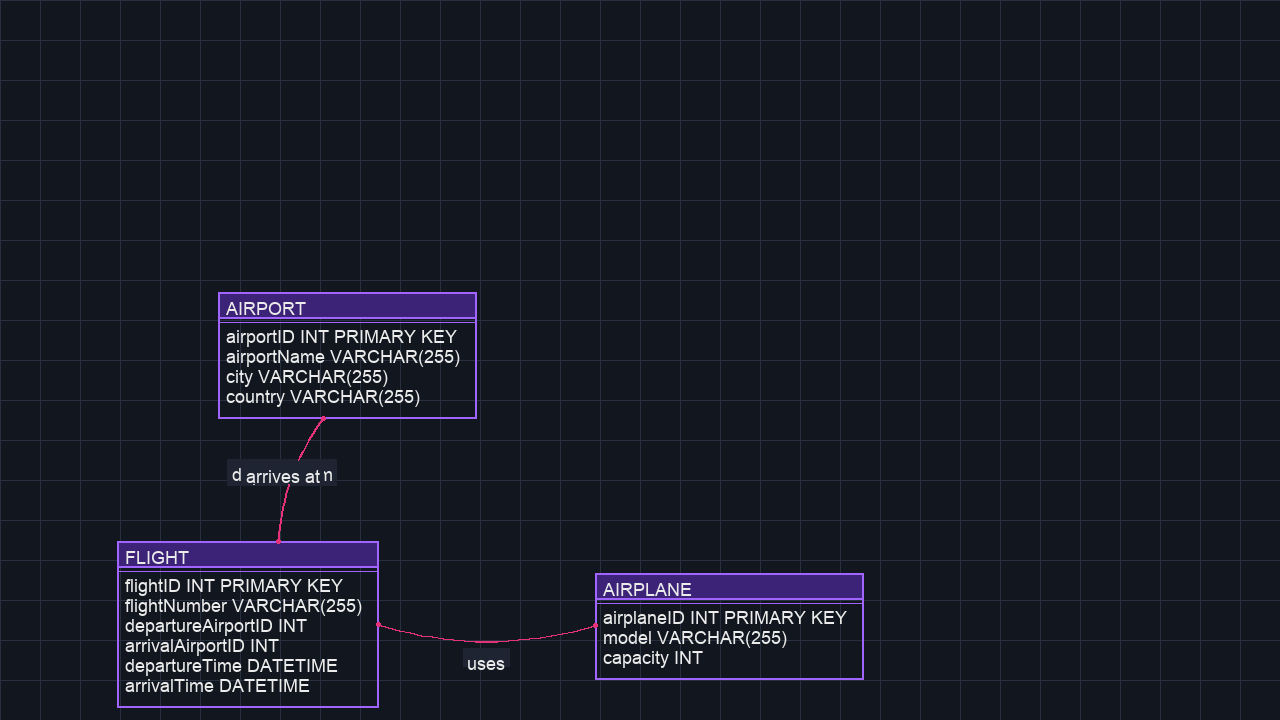 AIRPORT
airportID INT PRIMARY KEY
airportName VARCHAR(255)
city VARCHAR(255)
country VARCHAR(255)
arrives at
FLIGHT
flightID INT PRIMARY KEY
flightNumber VARCHAR(255)
departureAirportID INT
arrivalAirportID INT
departureTime DATETIME
arrivalTime DATETIME
uses
AIRPLANE
airplaneID INT PRIMARY KEY
model VARCHAR(255)
capacity INT